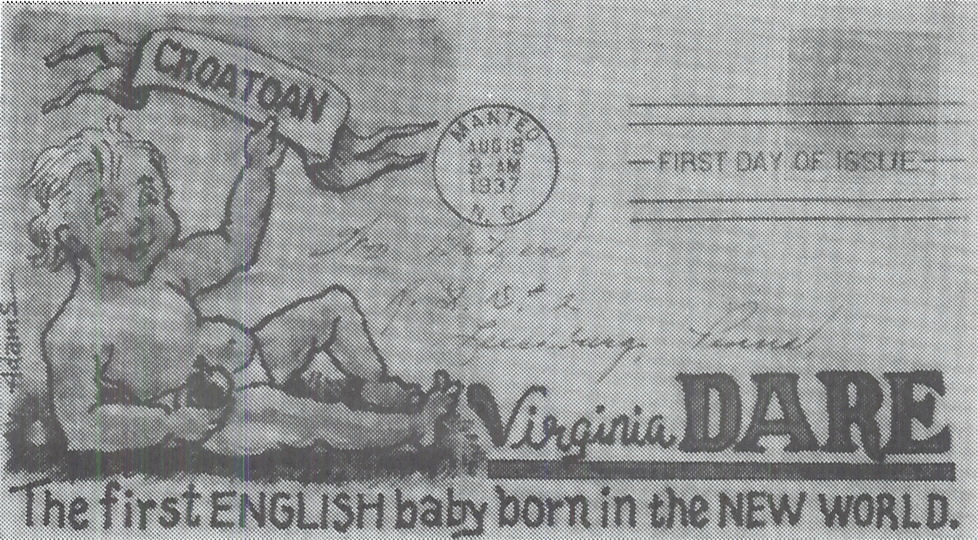 CROATOAN
MANTEO
AUG 18
9 AM
1937
N. C.
FIRST DAY OF ISSUE
Adams
Virginia DARE
The first ENGLISH baby born in the NEW WORLD.